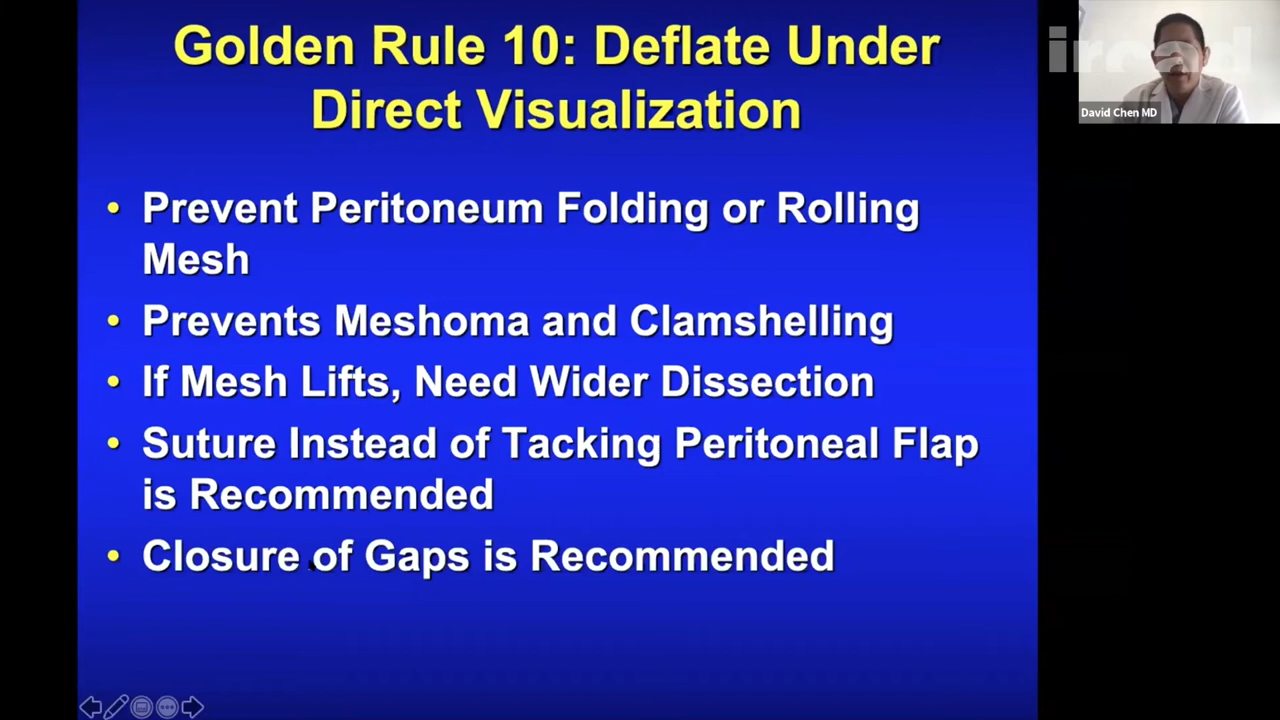 Golden Rule 10: Deflate Under
Direct Visualization
• Prevent Peritoneum Folding or Rolling
Mesh
• Prevents Meshoma and Clamshelling
• If Mesh Lifts, Need Wider Dissection
• Suture Instead of Tacking Peritoneal Flap
is Recommended
• Closure of Gaps is Recommended
ircad
David Chen MD